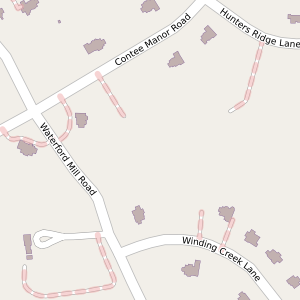 Hunters Ridge Lane
Contee Manor Road
Waterford Mill Road
Winding Creek Lane